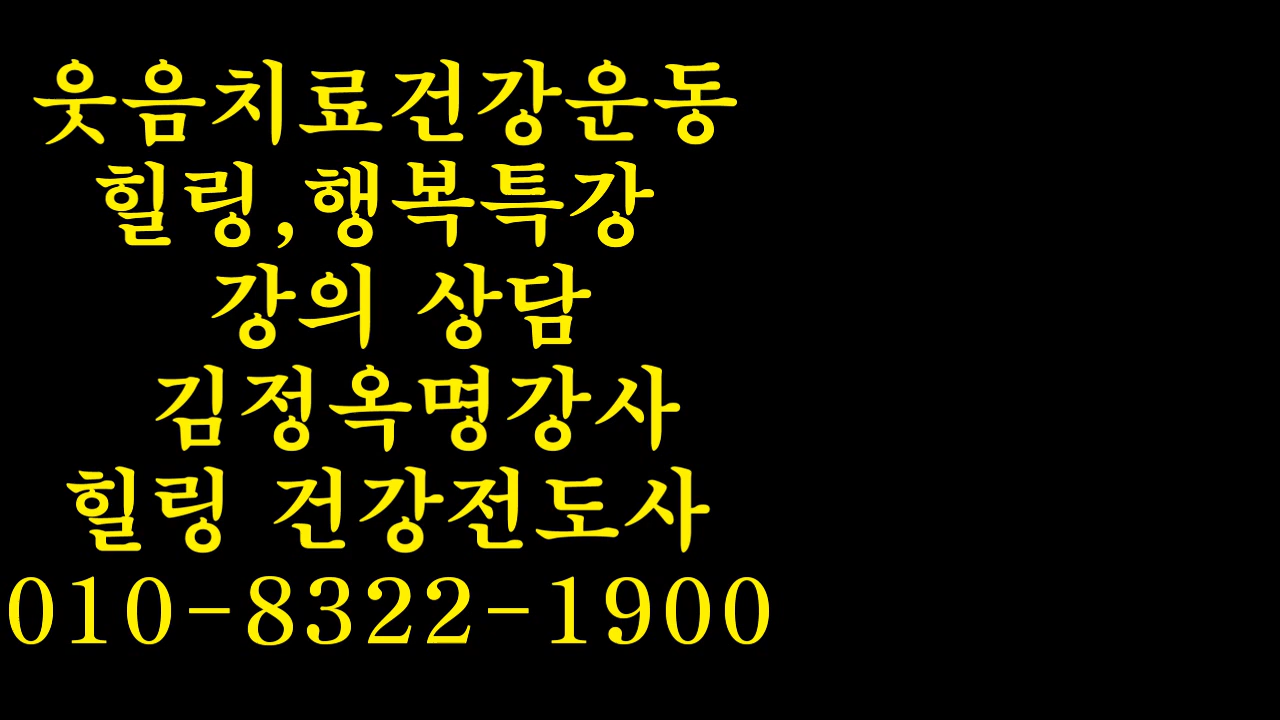 웃음치료건강운동
힐링,행복특강
강의 상담
김정옥명강사
힐링 건강전도사
010-8322-1900